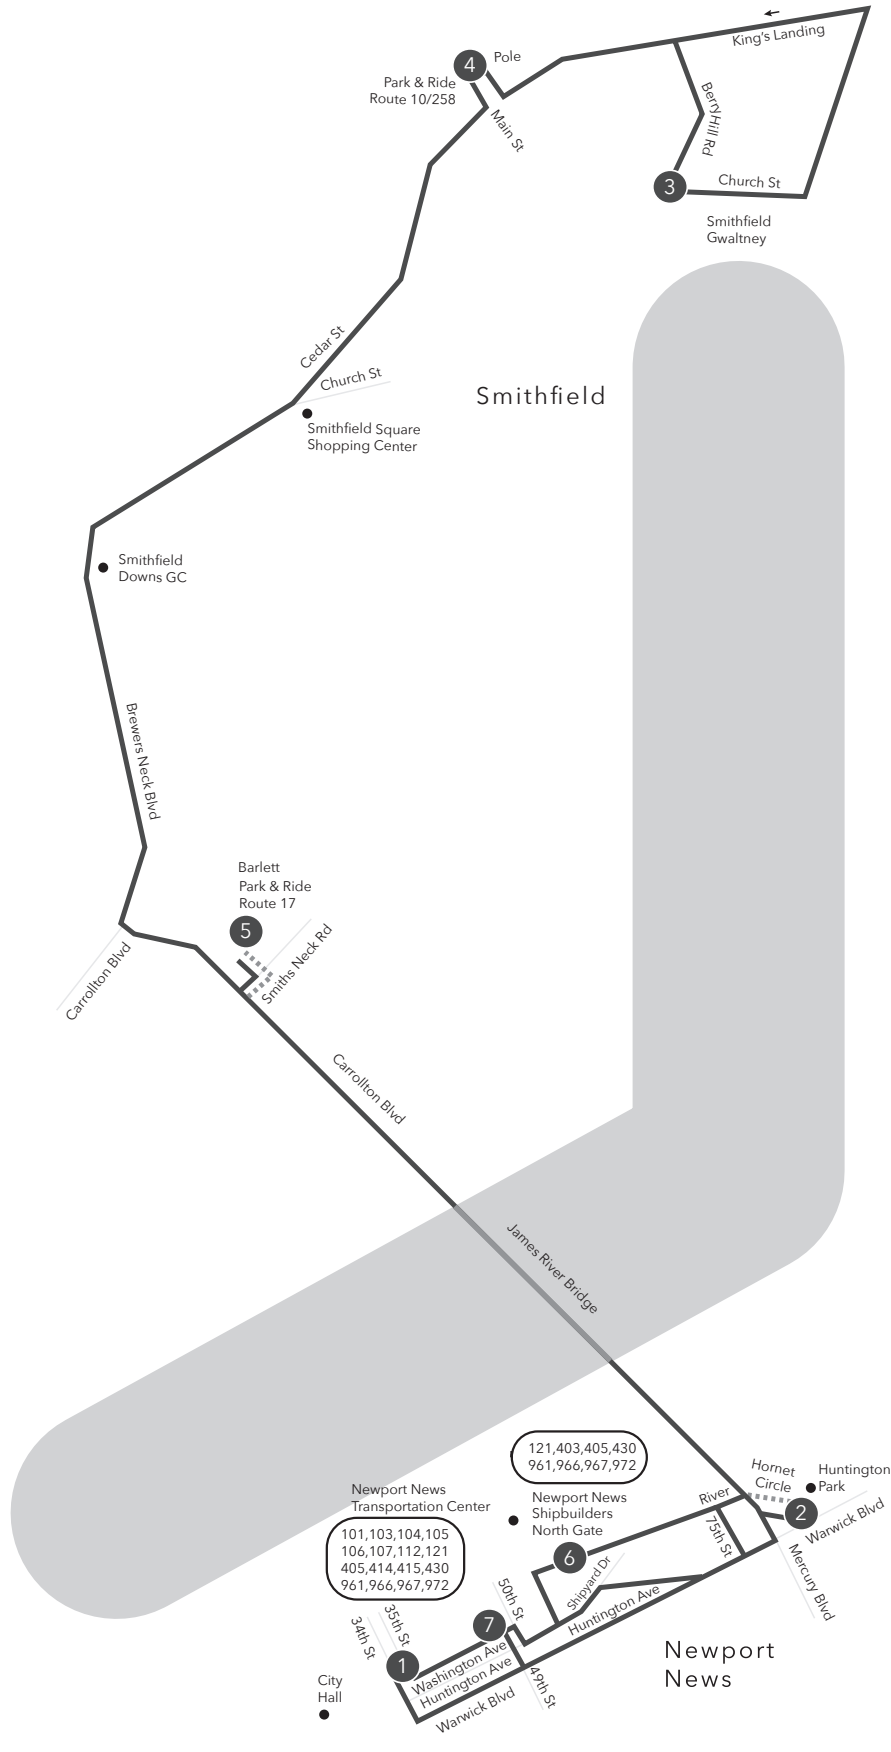 King's Landing
4
Pole
Park & Ride
Route 10/258
Main St
Berry Hill Rd
3
Church St
Smithfield
Gwaltney
Cedar St
Church St
Smithfield
Smithfield Square
Shopping Center
Smithfield
Downs GC
Brewers Neck Blvd
Barlett
Park & Ride
Route 17
5
Smiths Neck Rd
Carrollton Blvd
Carrollton Blvd
James River Bridge
121,403,405,430
961,966,967,972
Hornet
Circle
Huntington
Park
2
Warwick Blvd
Newport News
Transportation Center
101,103,104,105
106,107,112,121
405,414,415,430
961,966,967,972
Newport News
Shipbuilders
North Gate
River
75th St
Mercury Blvd
6
Shipyard Dr
Huntington Ave
50th St
35th St
34th St
7
1
Washington Ave
Huntington Ave
Warwick Blvd
49th St
Newport
News
City
Hall